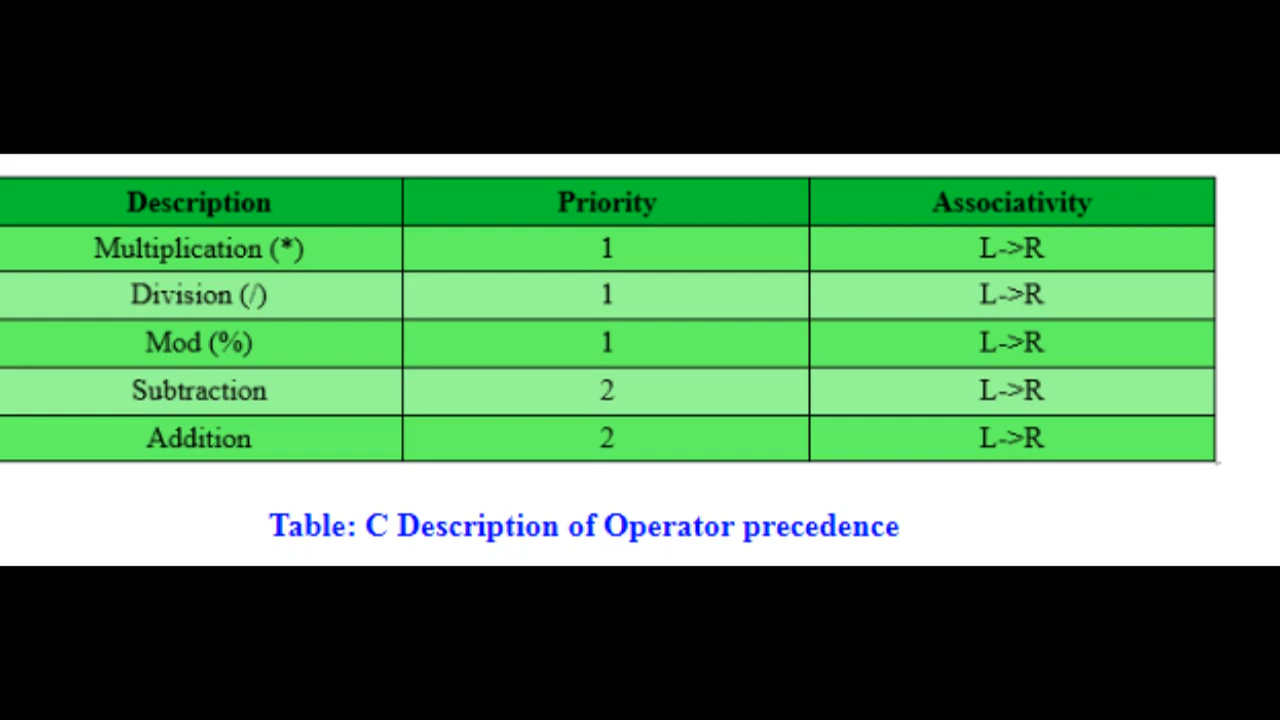 Description Priority Associativity
Multiplication (*) 1 L->R
Division (/) 1 L->R
Mod (%) 1 L->R
Subtraction 2 L->R
Addition 2 L->R
Table: C Description of Operator precedence